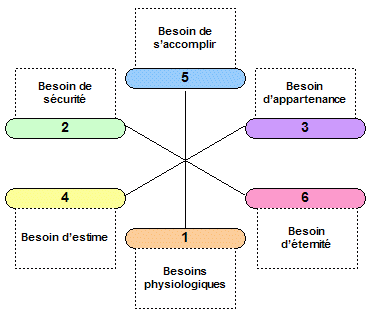 Besoin de
s'accomplir
5
Besoin de
sécurité
2
Besoin
d'appartenance
3
4
Besoin d'estime
6
Besoin
d'éternité
1
Besoins
physiologiques